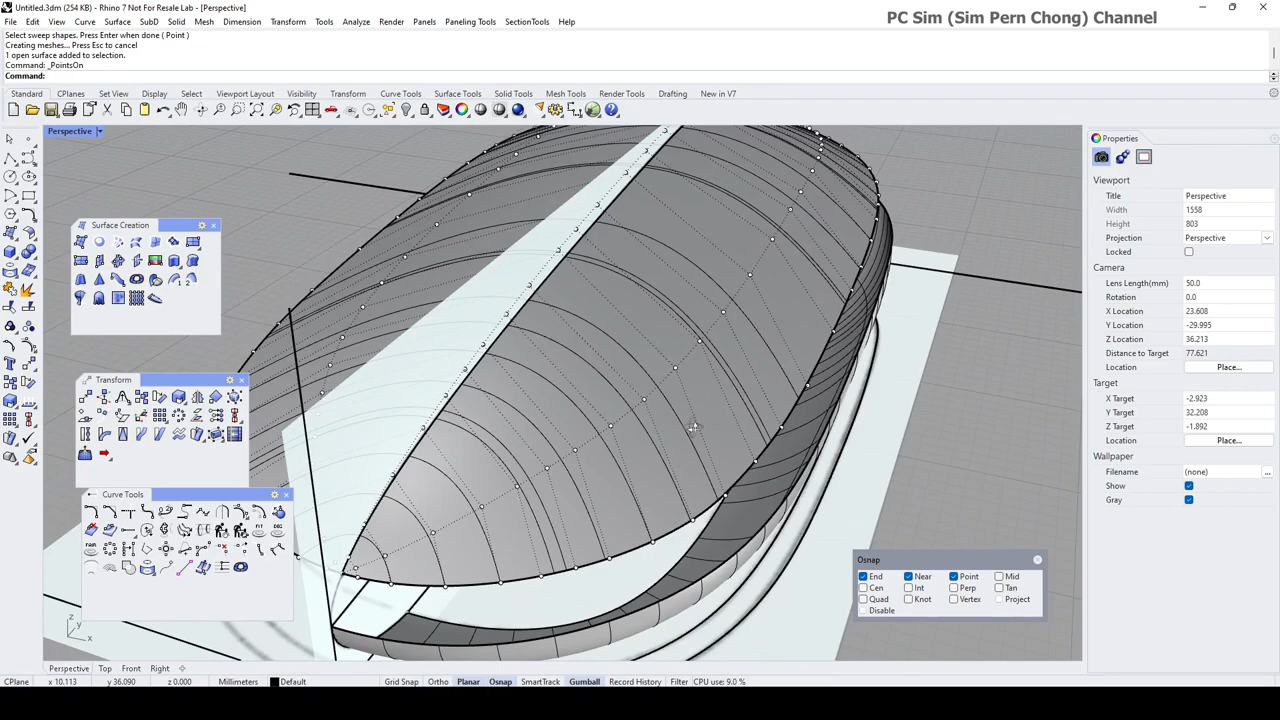 Untitled.3dm (254 KB) - Rhino 7 Not For Resale Lab - [Perspective]
PC Sim (Sim Pern Chong) Channel
File Edit View Curve Surface SubD Solid Mesh Dimension Transform Tools Analyze Render Panels Paneling Tools SectionTools Help
Select sweep shapes. Press Enter when done ( Point )
Creating meshes... Press Esc to cancel
1 open surface added to selection.
Command: _PointsOn
Command:
Standard CPlanes Set View Display Select Viewport Layout Visibility Transform Curve Tools Surface Tools Solid Tools Mesh Tools Render Tools Drafting New in V7
Perspective
Surface Creation
Transform
Curve Tools
Properties
Viewport
Title Perspective
Width 1558
Height 803
Projection Perspective
Locked
Camera
Lens Length(mm) 50.0
Rotation 0.0
X Location 23.608
Y Location -29.995
Z Location 36.213
Distance to Target 77.621
Location Place...
Target
X Target -2.923
Y Target 32.208
Z Target -1.892
Location Place...
Wallpaper
Filename (none) ...
Show
Gray
Osnap
End Near Point Mid
Cen Int Perp Tan
Quad Knot Vertex Project
Disable
z
y
x
Perspective Top Front Right
CPlane x 10.113 y 36.090 z 0.000 Millimeters Default Grid Snap Ortho Planar Osnap SmartTrack Gumball Record History Filter CPU use: 9.0 %